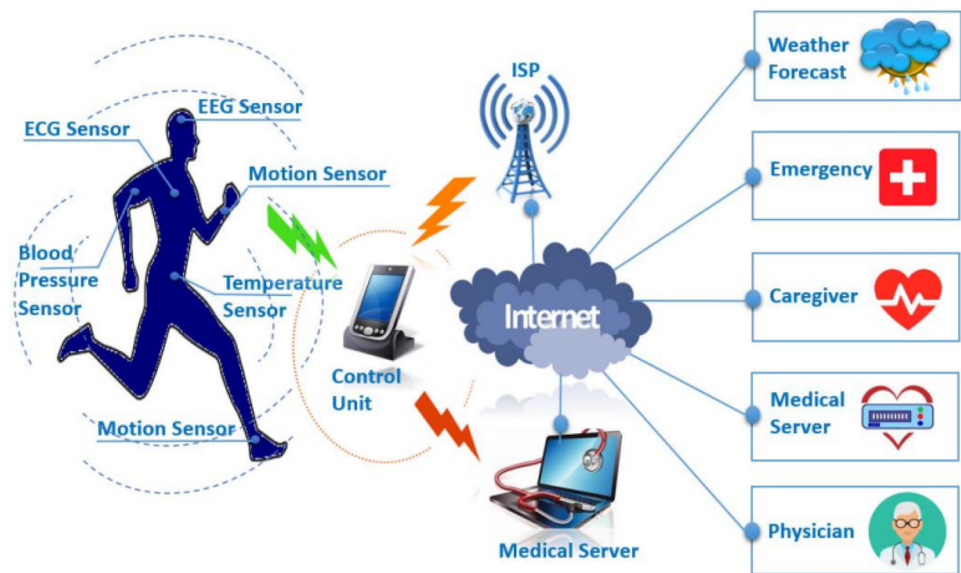 EEG Sensor
ECG Sensor
Motion Sensor
Blood
Pressure
Sensor
Temperature
Sensor
Motion Sensor
Control
Unit
ISP
Internet
Medical Server
Weather
Forecast
Emergency
Caregiver
Medical
Server
Physician